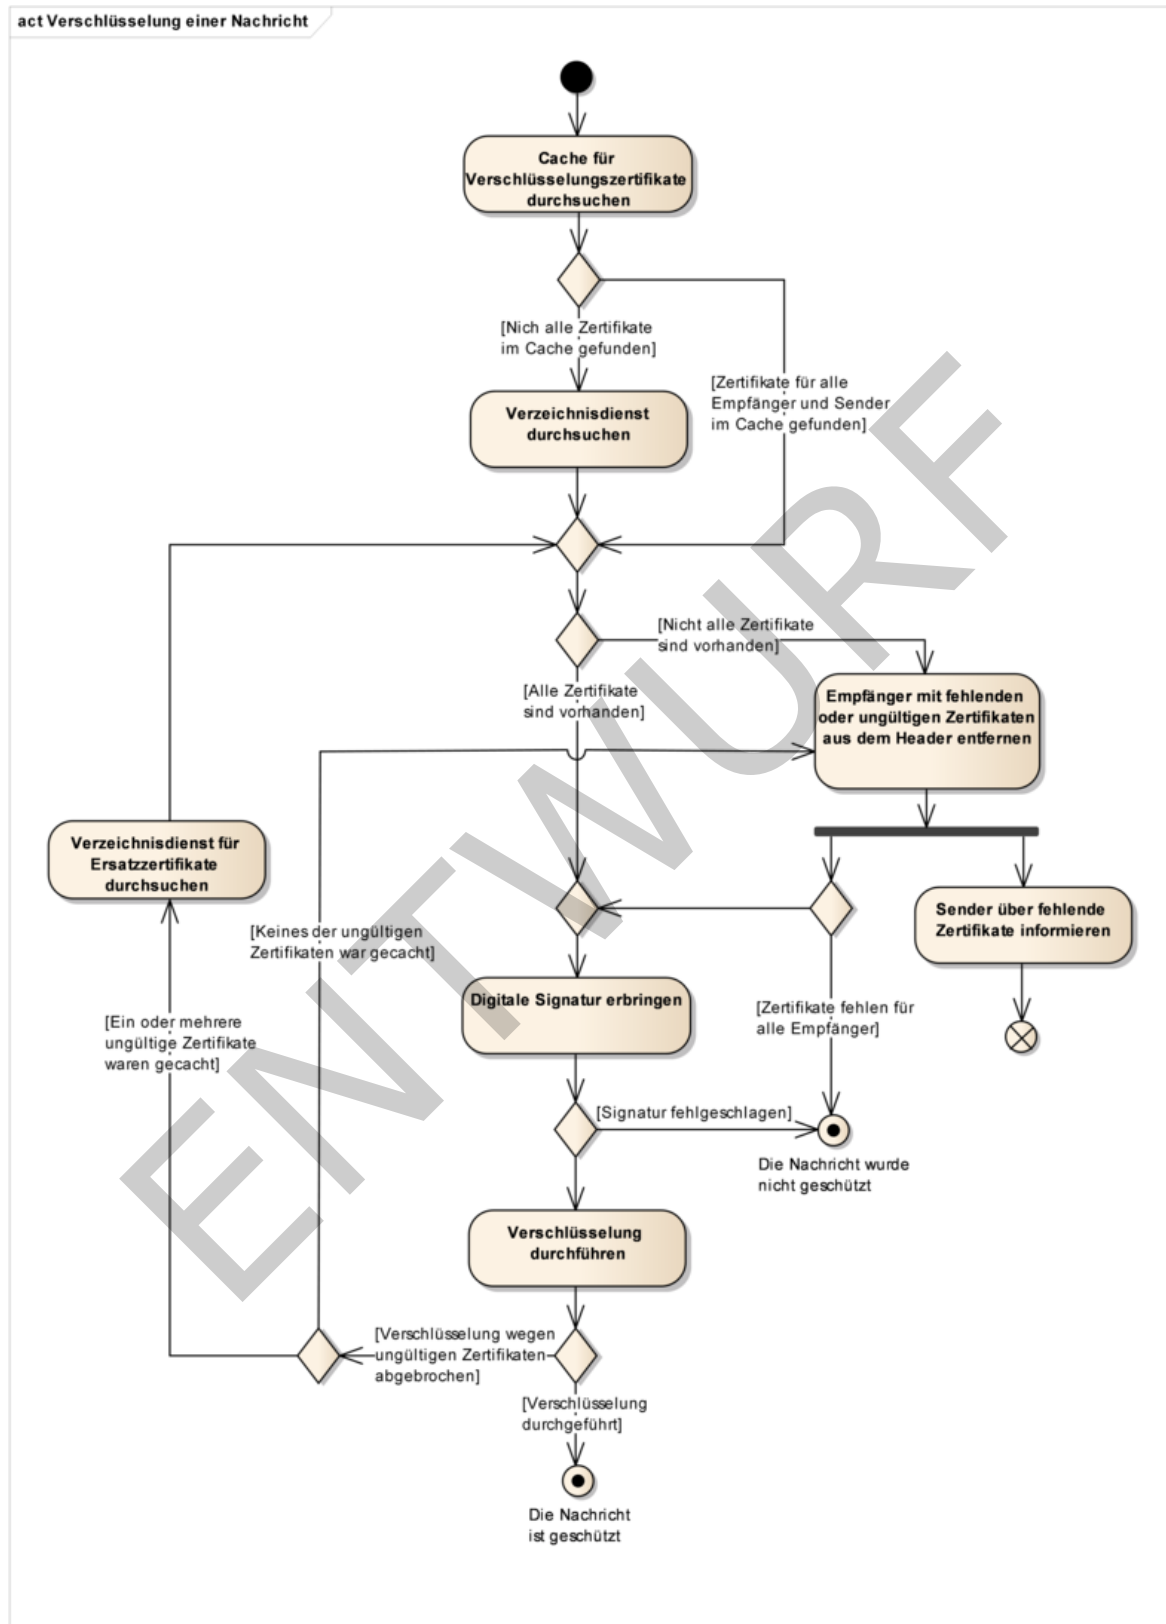 act Verschlüsselung einer Nachricht
Cache für
Verschlüsselungszertifikate
durchsuchen
[Nich alle Zertifikate
im Cache gefunden]
[Zertifikate für alle
Empfänger und Sender
im Cache gefunden]
Verzeichnisdienst
durchsuchen
[Nicht alle Zertifikate
sind vorhanden]
[Alle Zertifikate
sind vorhanden]
Empfänger mit fehlenden
oder ungültigen Zertifikaten
aus dem Header entfernen
Verzeichnisdienst für
Ersatzzertifikate
durchsuchen
Sender über fehlende
Zertifikate informieren
[Keines der ungültigen
Zertifikaten war gecacht]
Digitale Signatur erbringen
[Zertifikate fehlen für
alle Empfänger]
[Ein oder mehrere
ungültige Zertifikate
waren gecacht]
[Signatur fehlgeschlagen]
Die Nachricht wurde
nicht geschützt
Verschlüsselung
durchführen
[Verschlüsselung wegen
ungültigen Zertifikaten
abgebrochen]
[Verschlüsselung
durchgeführt]
Die Nachricht
ist geschützt
ENTWURF